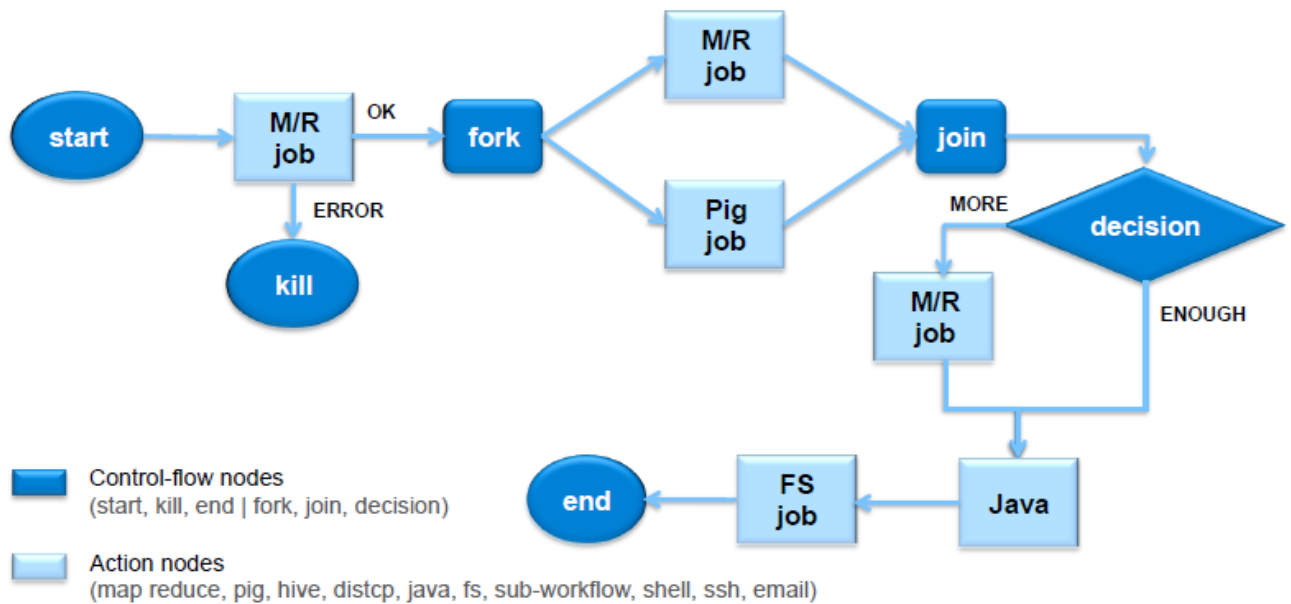 start
M/R
job
OK
ERROR
kill
fork
M/R
job
Pig
job
join
decision
MORE
ENOUGH
M/R
job
Java
FS
job
end
Control-flow nodes
(start, kill, end | fork, join, decision)
Action nodes
(map reduce, pig, hive, distcp, java, fs, sub-workflow, shell, ssh, email)